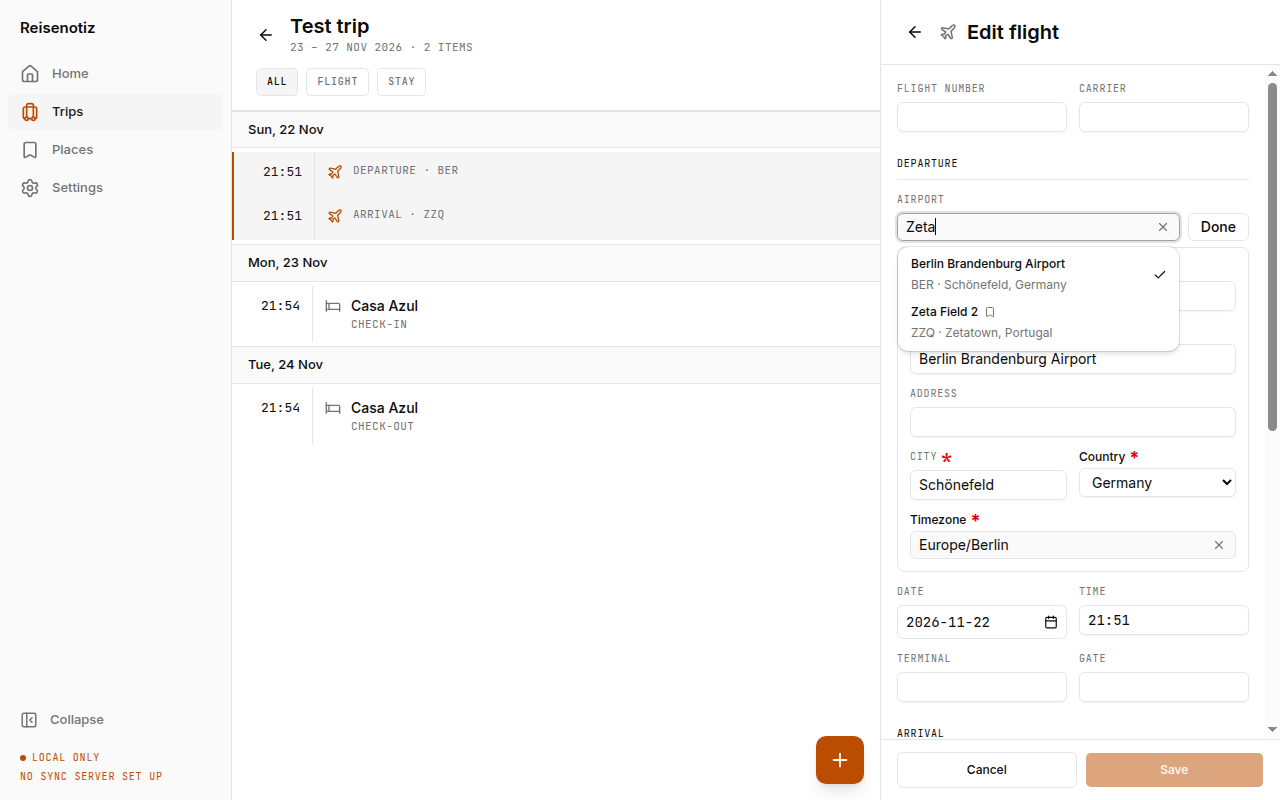 Reisenotiz
Home
Trips
Places
Settings
Collapse
LOCAL ONLY
NO SYNC SERVER SET UP
Test trip
23 – 27 NOV 2026 · 2 ITEMS
ALL
FLIGHT
STAY
Sun, 22 Nov
21:51
DEPARTURE · BER
21:51
ARRIVAL · ZZQ
Mon, 23 Nov
21:54
Casa Azul
CHECK-IN
Tue, 24 Nov
21:54
Casa Azul
CHECK-OUT
Edit flight
FLIGHT NUMBER
CARRIER
DEPARTURE
AIRPORT
Zeta
Done
Berlin Brandenburg Airport
BER · Schönefeld, Germany
Zeta Field 2
ZZQ · Zetatown, Portugal
Berlin Brandenburg Airport
ADDRESS
CITY *
Country *
Schönefeld
Germany
Timezone *
Europe/Berlin
DATE
TIME
2026-11-22
21:51
TERMINAL
GATE
ARRIVAL
Cancel
Save